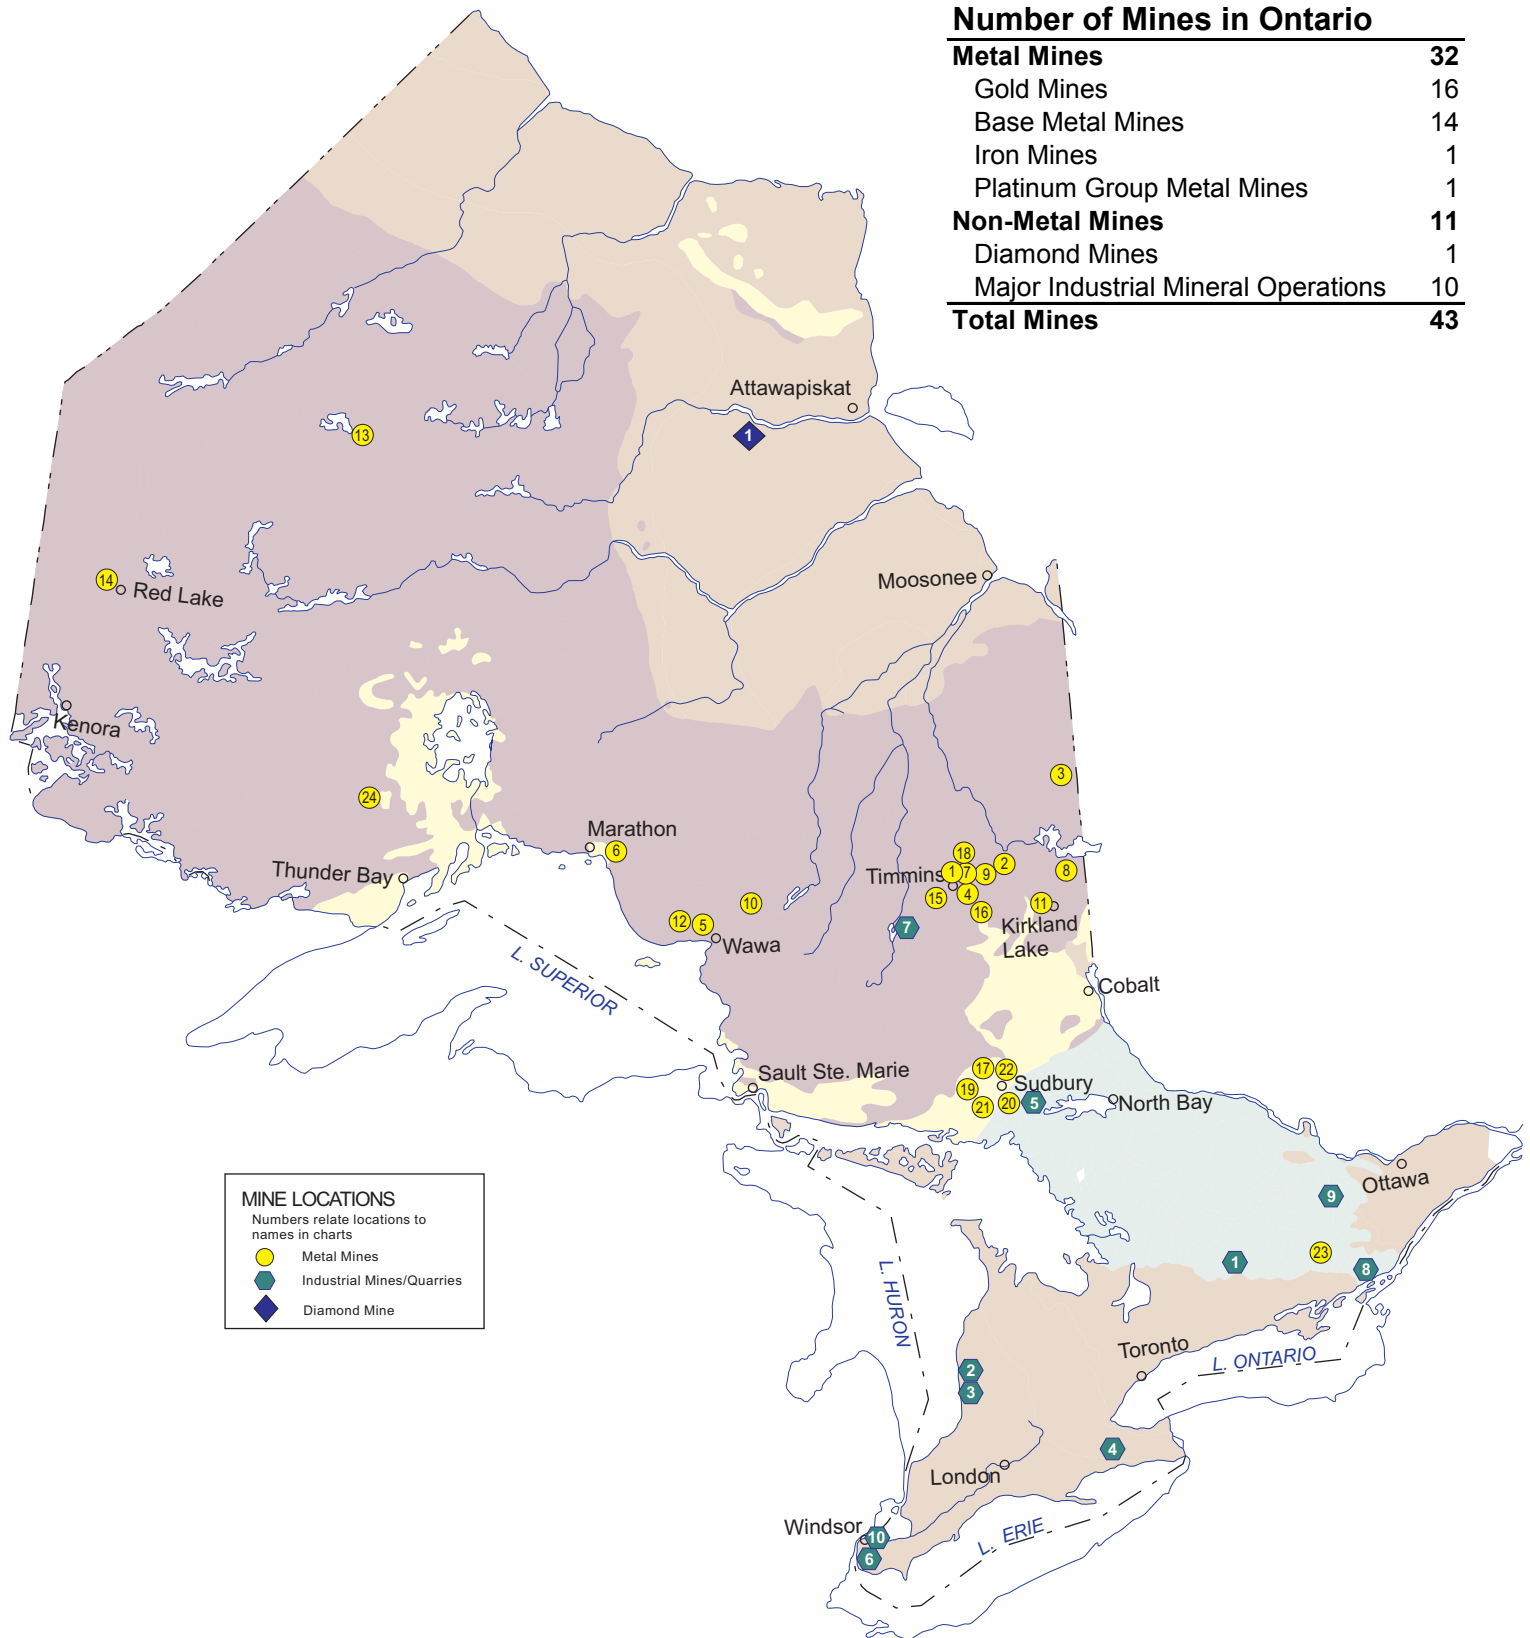 Number of Mines in Ontario
Metal Mines 32
Gold Mines 16
Base Metal Mines 14
Iron Mines 1
Platinum Group Metal Mines 1
Non-Metal Mines 11
Diamond Mines 1
Major Industrial Mineral Operations 10
Total Mines 43
Attawapiskat
1
13
Moosonee
14
Red Lake
Kenora
3
24
Marathon
6
18
2
Timmins
1
7
9
8
Thunder Bay
15
4
10
11
16
12
5
7
Kirkland
Lake
Wawa
L. SUPERIOR
Cobalt
Sault Ste. Marie
17
22
Sudbury
19
21
20
5
North Bay
Ottawa
9
23
1
8
MINE LOCATIONS
Numbers relate locations to
names in charts
Metal Mines
Industrial Mines/Quarries
Diamond Mine
L. HURON
Toronto
L. ONTARIO
2
3
4
London
Windsor
10
6
L. ERIE